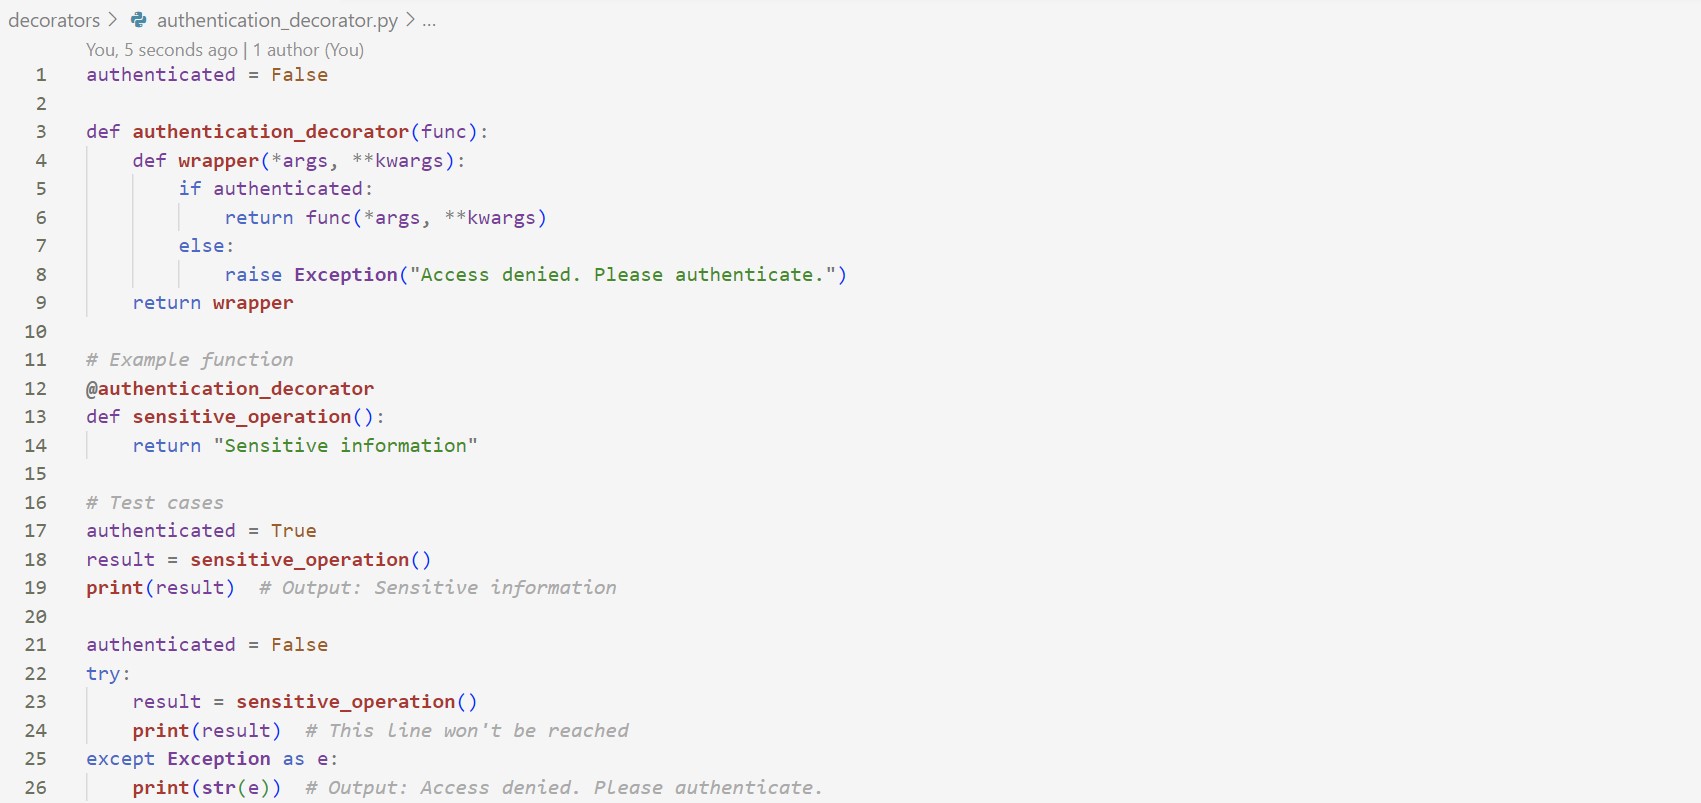 decorators > authentication_decorator.py > ...
You, 5 seconds ago | 1 author (You)
1 authenticated = False
2
3 def authentication_decorator(func):
4     def wrapper(*args, **kwargs):
5         if authenticated:
6             return func(*args, **kwargs)
7         else:
8             raise Exception("Access denied. Please authenticate.")
9     return wrapper
10
11 # Example function
12 @authentication_decorator
13 def sensitive_operation():
14     return "Sensitive information"
15
16 # Test cases
17 authenticated = True
18 result = sensitive_operation()
19 print(result)  # Output: Sensitive information
20
21 authenticated = False
22 try:
23     result = sensitive_operation()
24     print(result)  # This line won't be reached
25 except Exception as e:
26     print(str(e))  # Output: Access denied. Please authenticate.